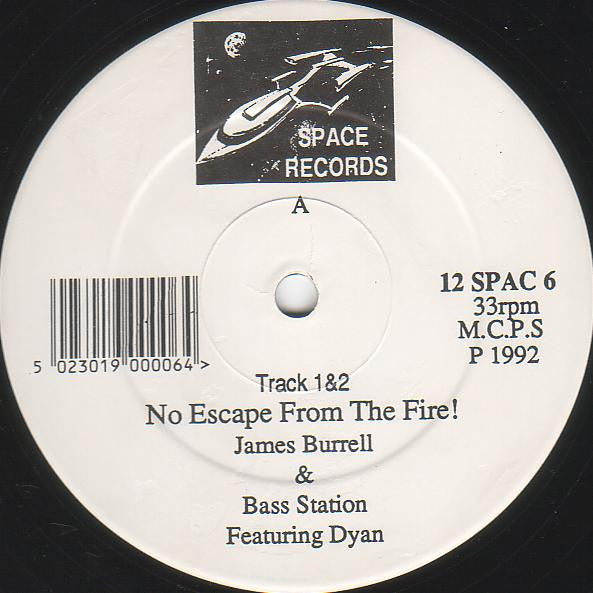 SPACE
RECORDS
A
12 SPAC 6
33rpm
M.C.P.S
P 1992
5 023019 000064 >
Track 1&2
No Escape From The Fire!
James Burrell
&
Bass Station
Featuring Dyan